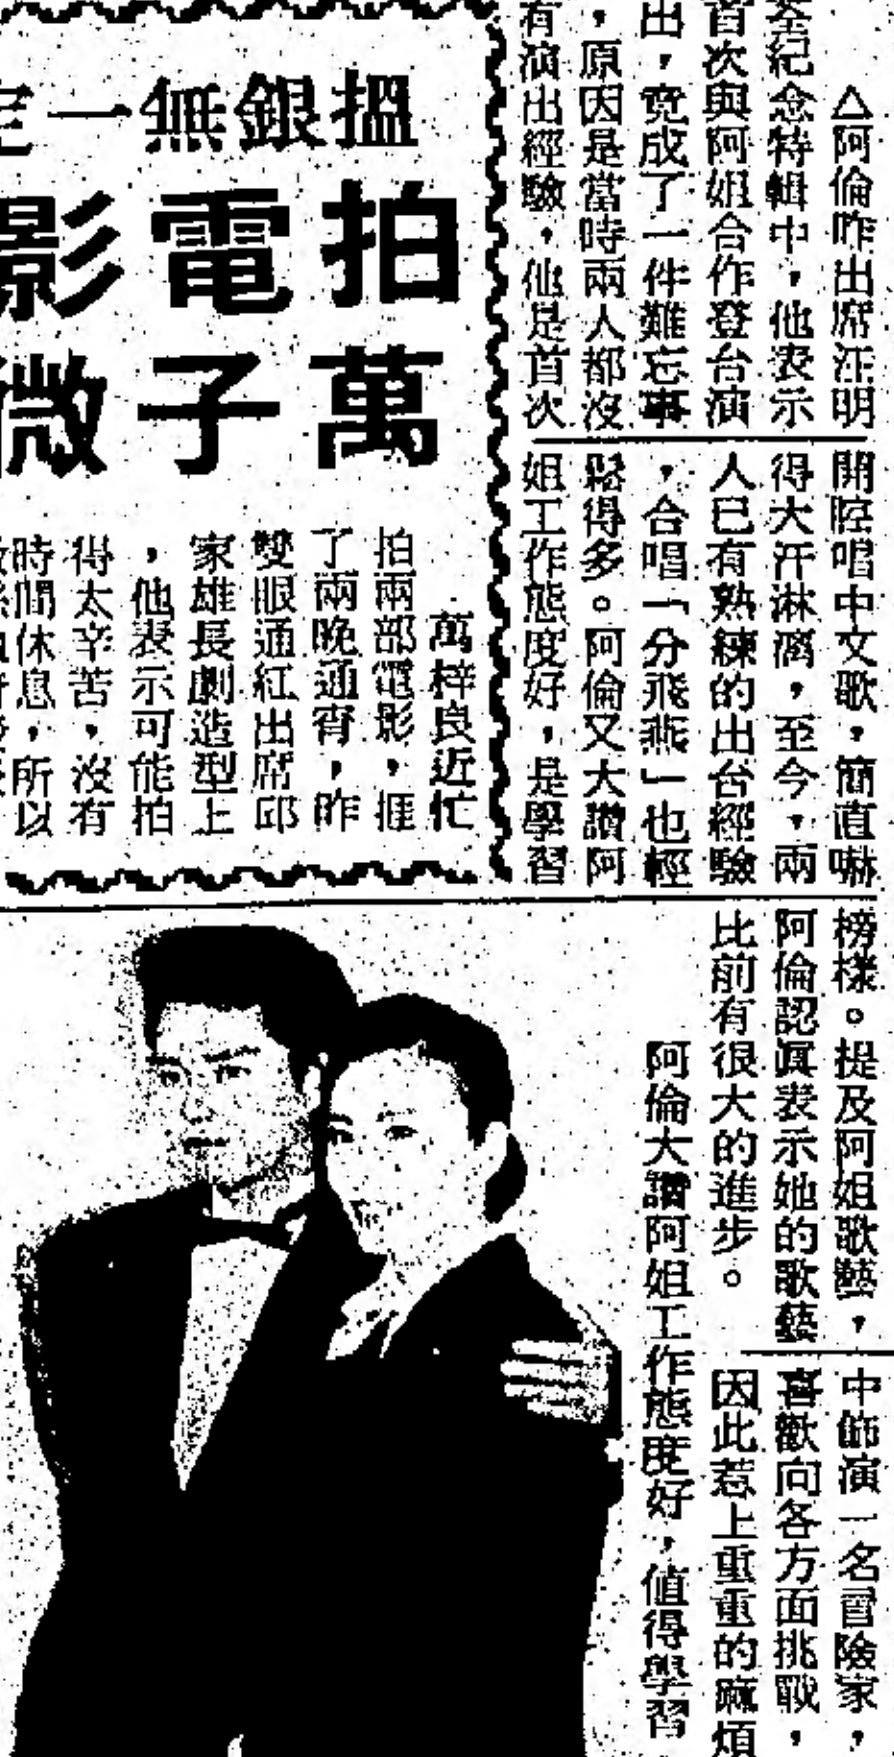 △阿倫昨出席汪明
荃紀念特輯中，他表示
首次與阿姐合作登台演
出，竟成了一件難忘事
，原因是當時兩人都沒
有演出經驗，他是首次
開腔唱中文歌，簡直嚇
得大汗淋漓，至今，兩
人已有熟練的出台經驗
，合唱「分飛燕」也輕
鬆得多。阿倫又大讚阿
姐工作態度好，是學習
榜樣。提及阿姐歌藝，
阿倫認眞表示她的歌藝
比前有很大的進步。
阿倫大讚阿姐工作態度好，值得學習
中飾演一名冒險家，
喜歡向各方面挑戰，
因此惹上重重的麻煩
搵銀無一定
拍電影
萬子微
萬梓良近忙
拍兩部電影，捱
了兩晚通宵，昨
雙眼通紅出席邱
家雄長劇造型上
，他表示可能拍
得太辛苦，沒有
時間休息，所以